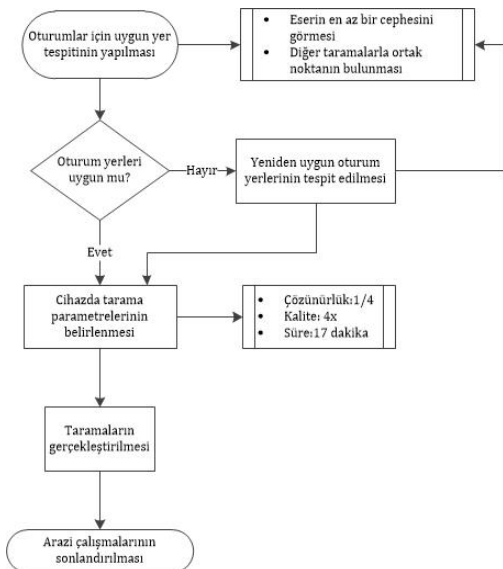 Oturumlar için uygun yer
tespitinin yapılması
• Eserin en az bir cephesini
görmesi
• Diğer taramalarla ortak
noktanın bulunması
Oturum yerleri
uygun mu?
Hayır
Yeniden uygun oturum
yerlerinin tespit edilmesi
Evet
Cihazda tarama
parametrelerinin
belirlenmesi
• Çözünürlük:1/4
• Kalite: 4x
• Süre:17 dakika
Taramaların
gerçekleştirilmesi
Arazi çalışmalarının
sonlandırılması